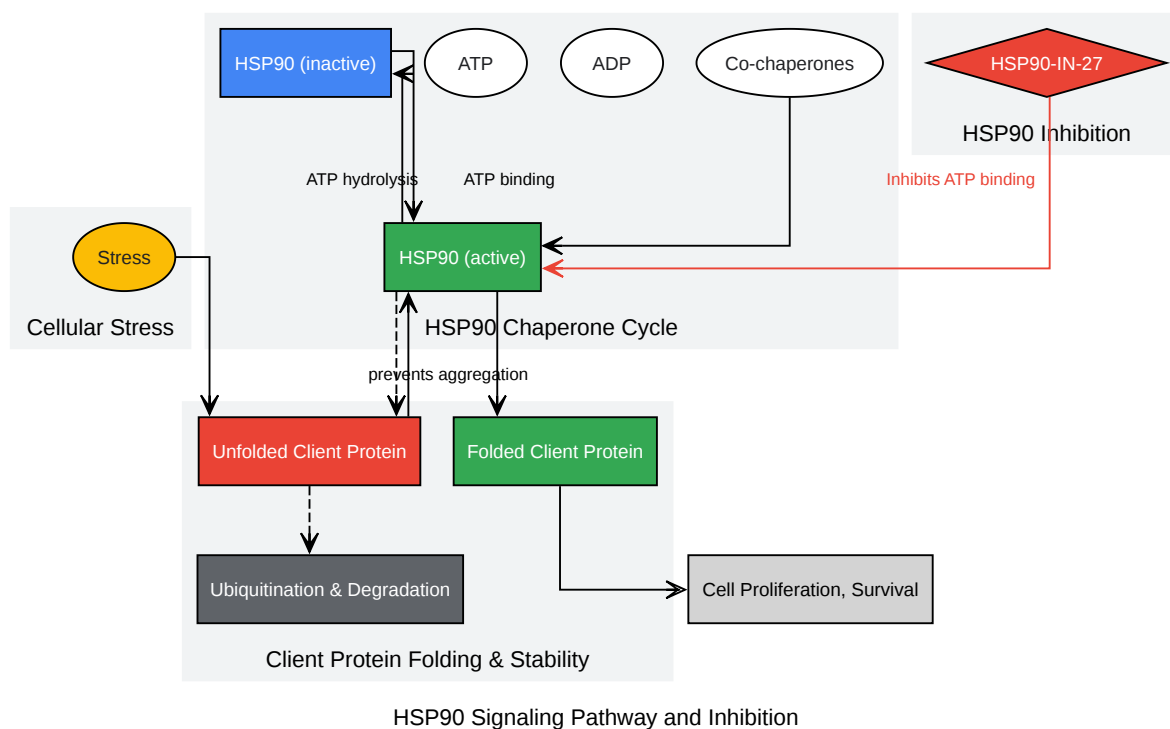 HSP90 (inactive)
ATP
ADP
Co-chaperones
HSP90-IN-27
HSP90 Inhibition
ATP hydrolysis
ATP binding
Inhibits ATP binding
Stress
HSP90 (active)
Cellular Stress
HSP90 Chaperone Cycle
prevents aggregation
Unfolded Client Protein
Folded Client Protein
Ubiquitination & Degradation
Cell Proliferation, Survival
Client Protein Folding & Stability
HSP90 Signaling Pathway and Inhibition